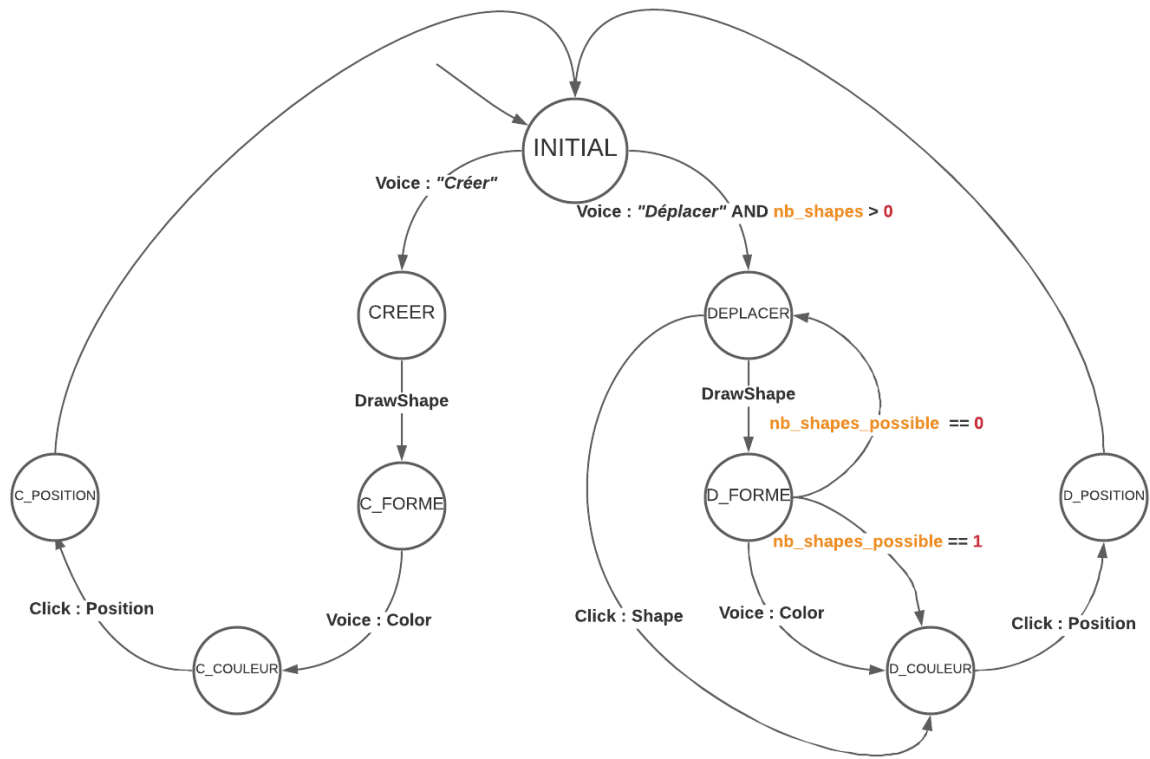 INITIAL
Voice : "Créer"
Voice : "Déplacer" AND nb_shapes > 0
CREER
DEPLACER
DrawShape
DrawShape
nb_shapes_possible == 0
C_POSITION
C_FORME
D_FORME
D_POSITION
nb_shapes_possible == 1
Click : Position
Voice : Color
Click : Shape
Voice : Color
Click : Position
C_COULEUR
D_COULEUR